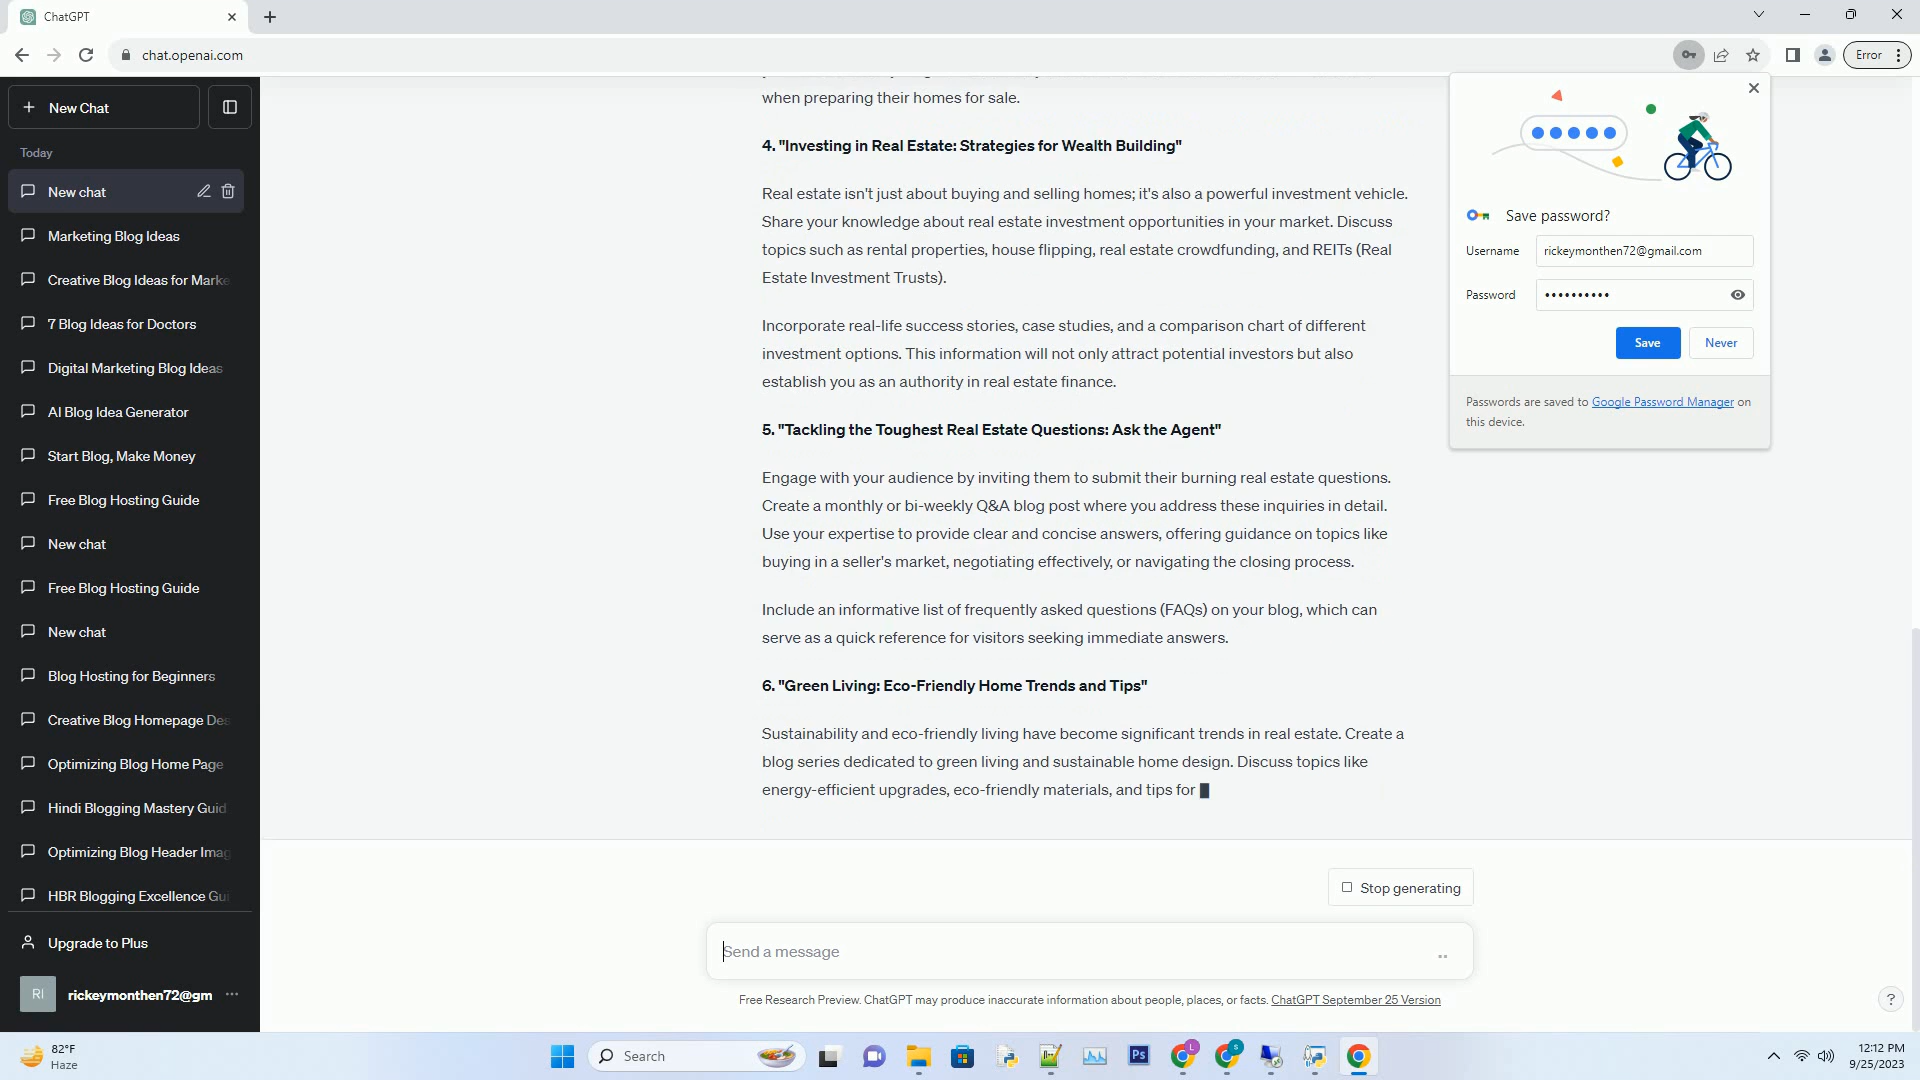 ChatGPT
chat.openai.com
Error
New Chat
Today
New chat
Marketing Blog Ideas
Creative Blog Ideas for Marke
7 Blog Ideas for Doctors
Digital Marketing Blog Ideas
AI Blog Idea Generator
Start Blog, Make Money
Free Blog Hosting Guide
New chat
Free Blog Hosting Guide
New chat
Blog Hosting for Beginners
Creative Blog Homepage Des
Optimizing Blog Home Page
Hindi Blogging Mastery Guid
Optimizing Blog Header Imag
HBR Blogging Excellence Gui
Upgrade to Plus
RI
rickeymonthen72@gm
when preparing their homes for sale.
4. "Investing in Real Estate: Strategies for Wealth Building"
Real estate isn't just about buying and selling homes; it's also a powerful investment vehicle.
Share your knowledge about real estate investment opportunities in your market. Discuss
topics such as rental properties, house flipping, real estate crowdfunding, and REITs (Real
Estate Investment Trusts).
Incorporate real-life success stories, case studies, and a comparison chart of different
investment options. This information will not only attract potential investors but also
establish you as an authority in real estate finance.
5. "Tackling the Toughest Real Estate Questions: Ask the Agent"
Engage with your audience by inviting them to submit their burning real estate questions.
Create a monthly or bi-weekly Q&A blog post where you address these inquiries in detail.
Use your expertise to provide clear and concise answers, offering guidance on topics like
buying in a seller's market, negotiating effectively, or navigating the closing process.
Include an informative list of frequently asked questions (FAQs) on your blog, which can
serve as a quick reference for visitors seeking immediate answers.
6. "Green Living: Eco-Friendly Home Trends and Tips"
Sustainability and eco-friendly living have become significant trends in real estate. Create a
blog series dedicated to green living and sustainable home design. Discuss topics like
energy-efficient upgrades, eco-friendly materials, and tips for
Stop generating
Send a message
Free Research Preview. ChatGPT may produce inaccurate information about people, places, or facts. ChatGPT September 25 Version
?
Save password?
Username rickeymonthen72@gmail.com
Password ••••••••••
Save Never
Passwords are saved to Google Password Manager on
this device.
82°F
Haze
Search
Ps
L
S
12:12 PM
9/25/2023